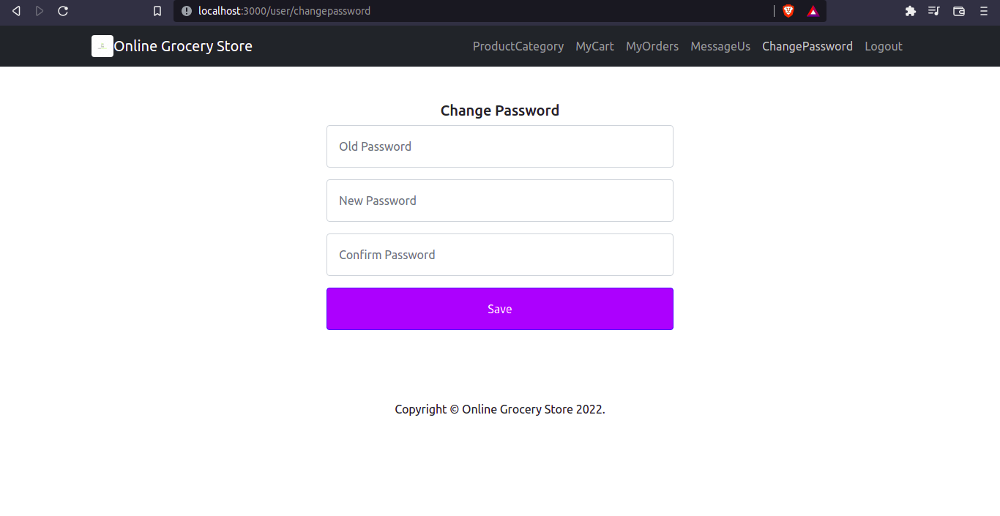 localhost:3000/user/changepassword
Online Grocery Store ProductCategory MyCart MyOrders MessageUs ChangePassword Logout
Change Password
Old Password
New Password
Confirm Password
Save
Copyright © Online Grocery Store 2022.